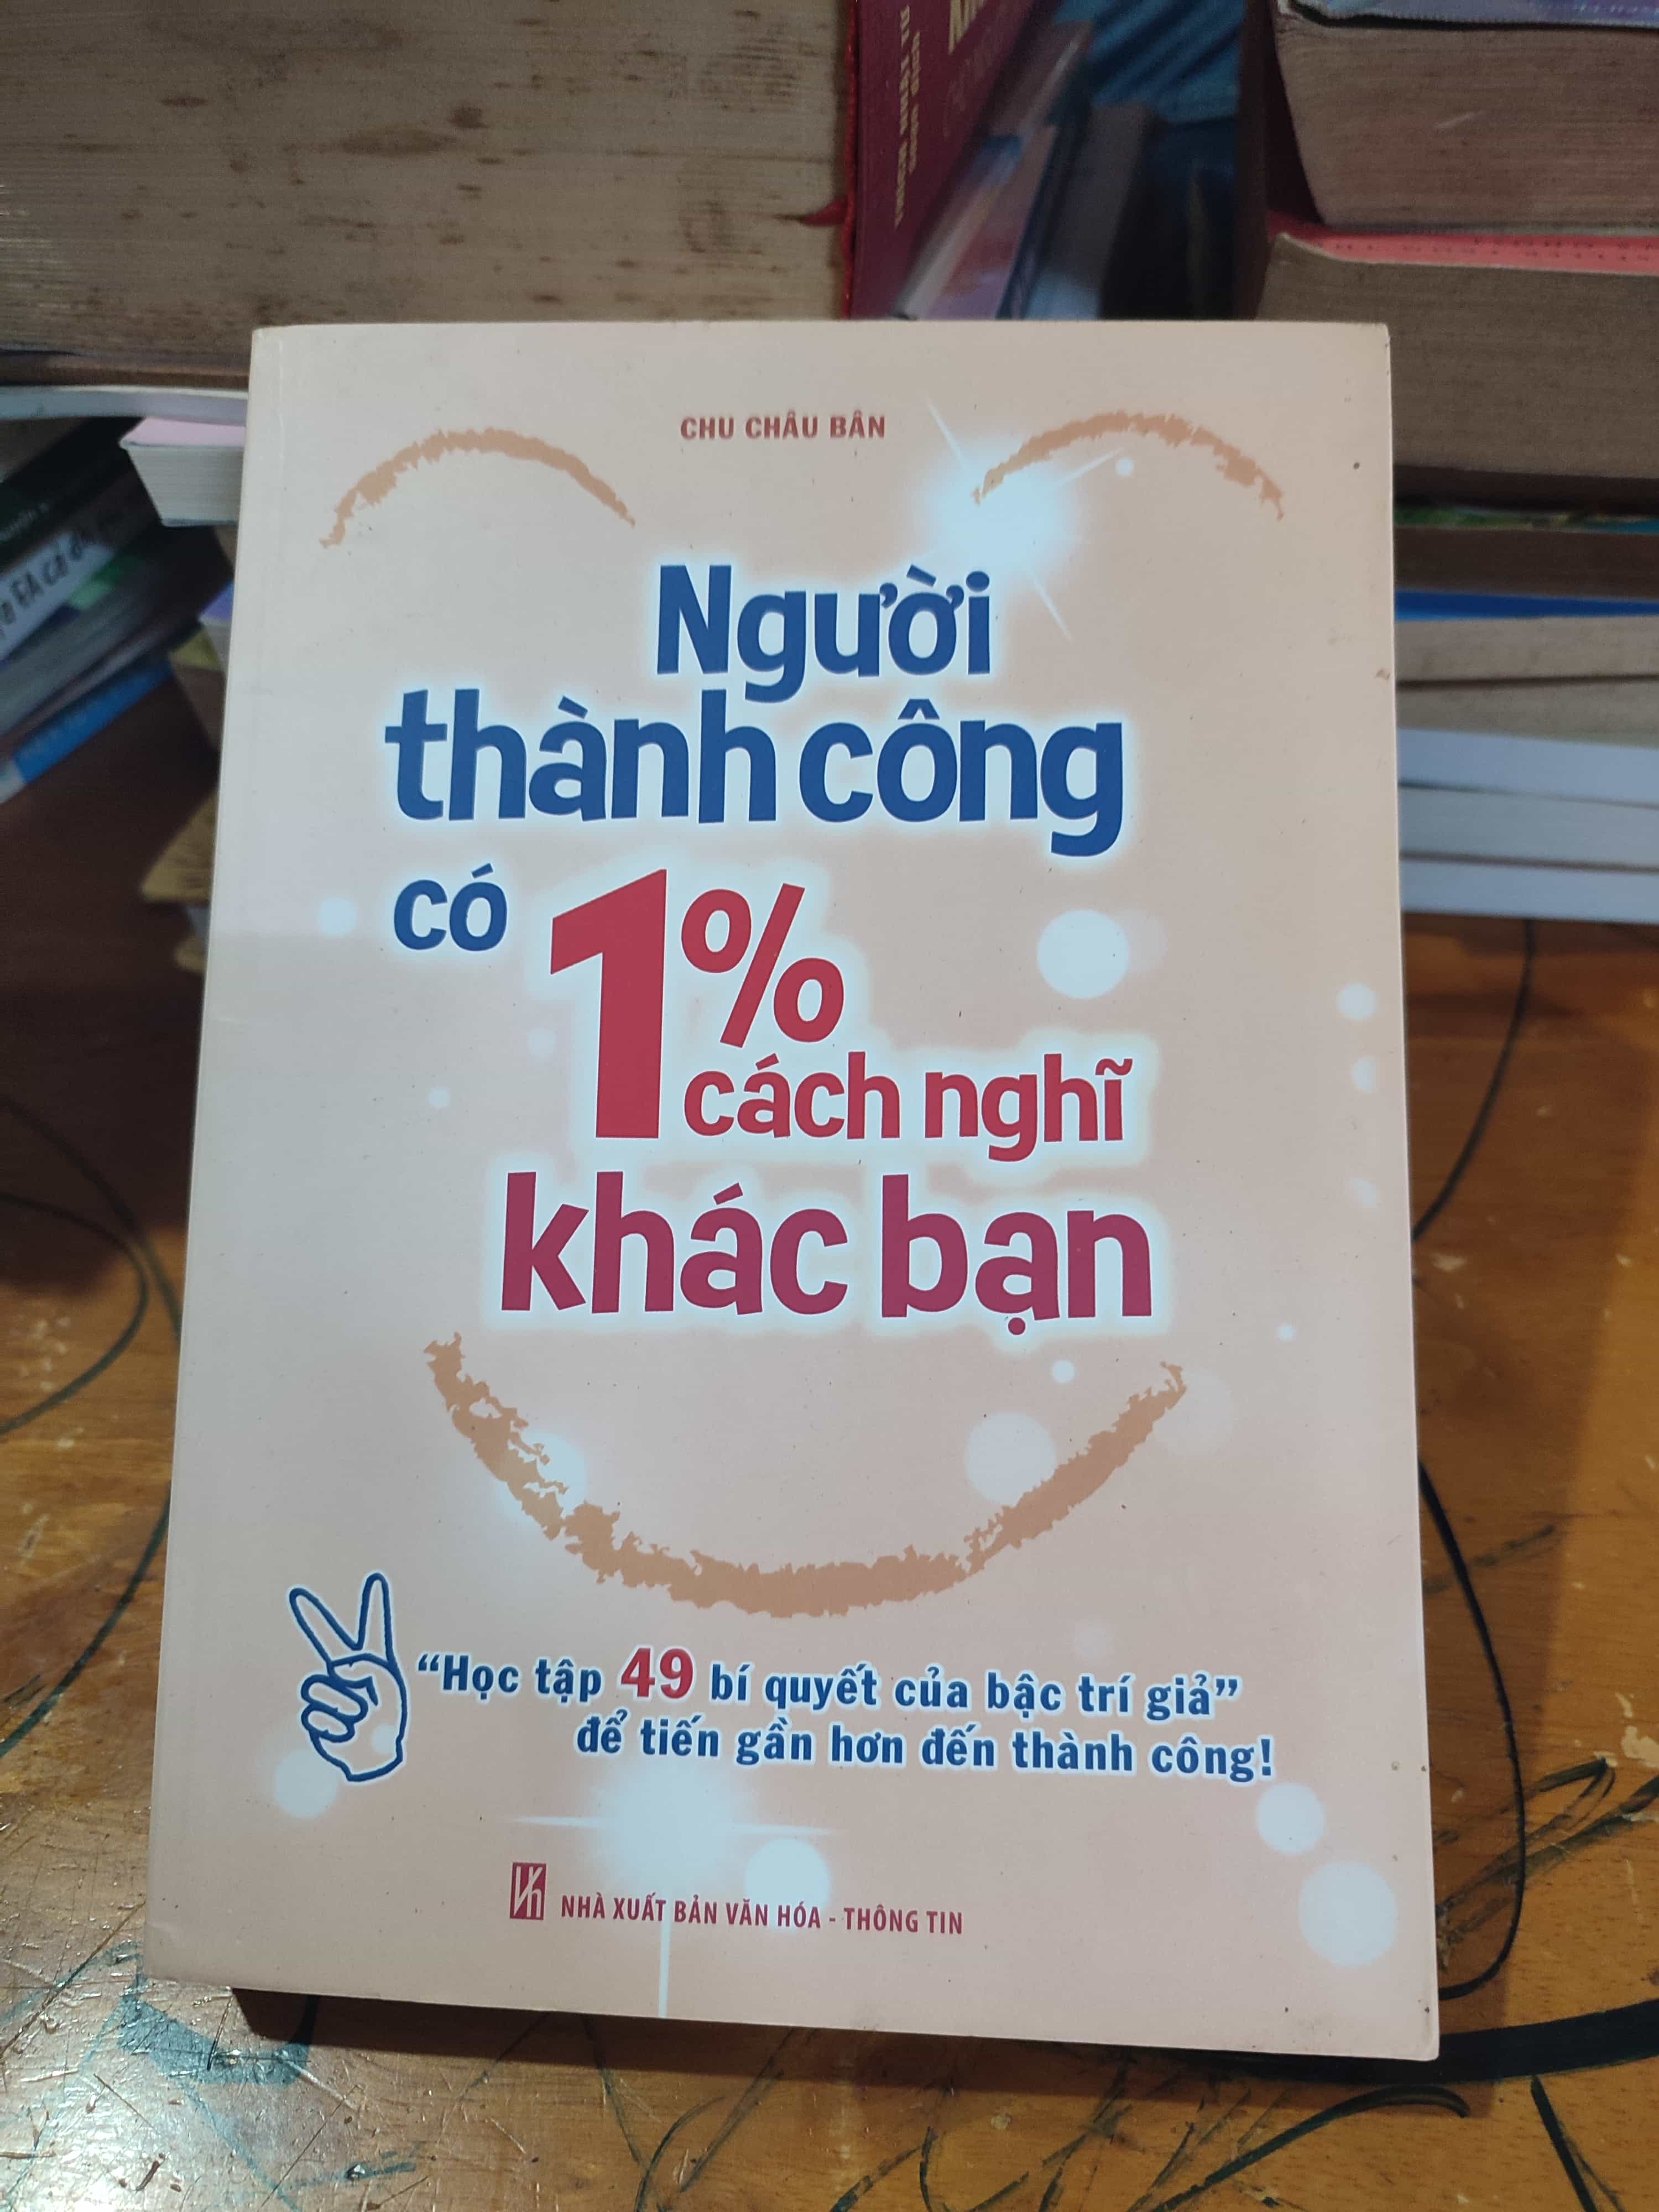 CHU CHÂU BÂN
Người
thành công
có 1%
cách nghĩ
khác bạn
“Học tập 49 bí quyết của bậc trí giả”
để tiến gần hơn đến thành công!
NHÀ XUẤT BẢN VĂN HÓA - THÔNG TIN